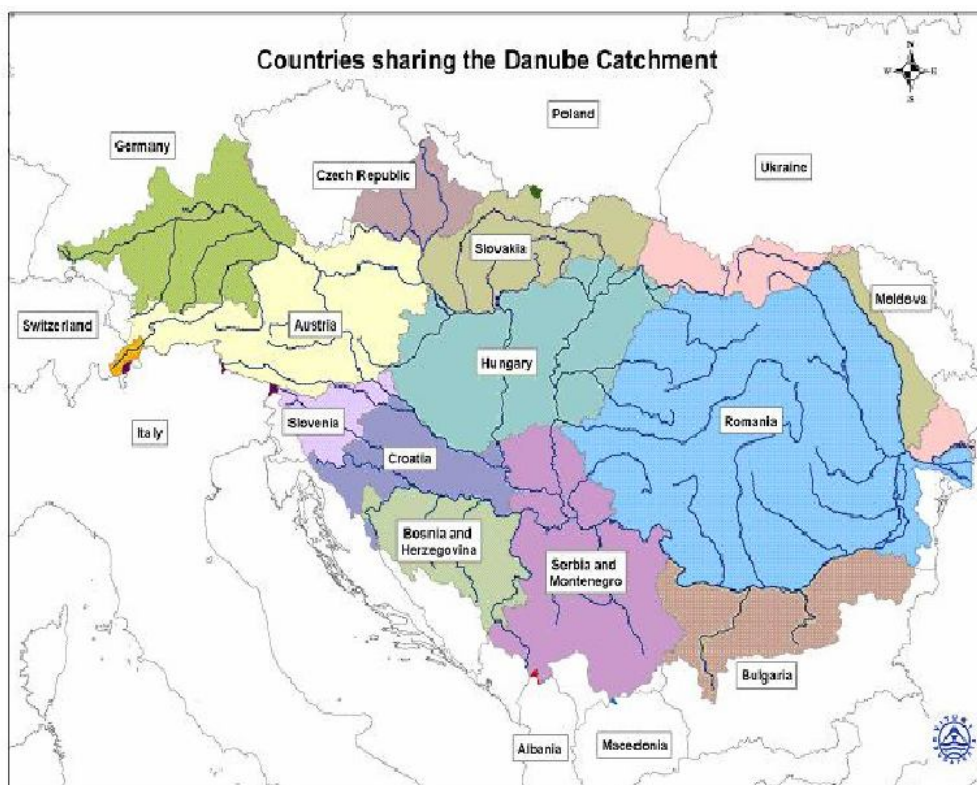 Countries sharing the Danube Catchment
N
W
E
S
Poland
Germany
Ukraine
Czech Republic
Slovakia
Moldova
Switzerland
Austria
Hungary
Italy
Slovenia
Romania
Croatia
Bosnia and
Herzegovina
Serbia and
Montenegro
Bulgaria
Albania
Macedonia